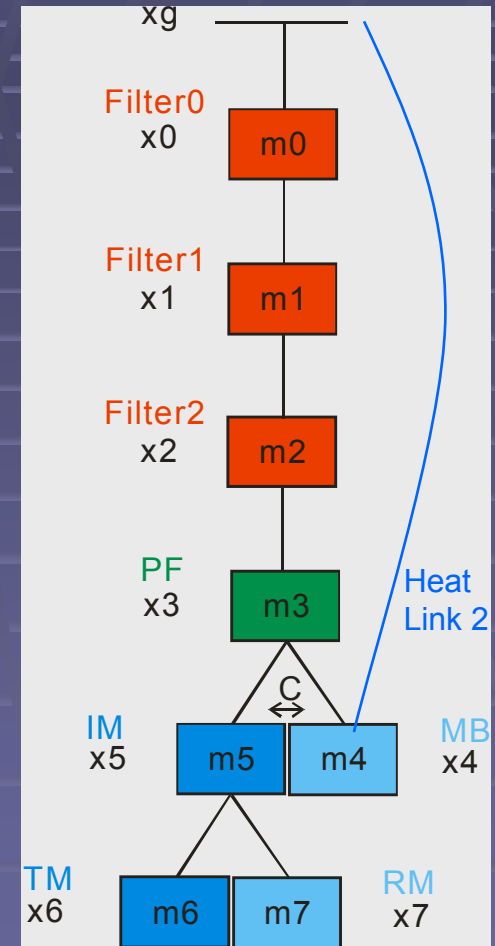 xg
Filter0
x0
m0
Filter1
x1
m1
Filter2
x2
m2
PF
x3
m3
Heat
Link 2
C
IM
x5
m5
m4
MB
x4
TM
x6
m6
m7
RM
x7